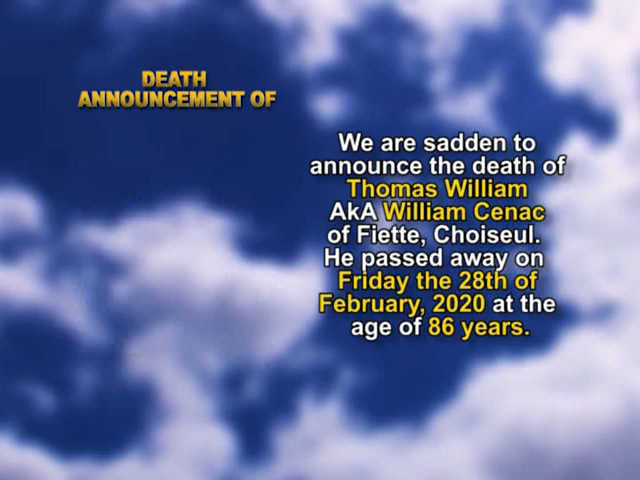 DEATH
ANNOUNCEMENT OF
We are sadden to
announce the death of
Thomas William
AkA William Cenac
of Fiette, Choiseul.
He passed away on
Friday the 28th of
February, 2020 at the
age of 86 years.